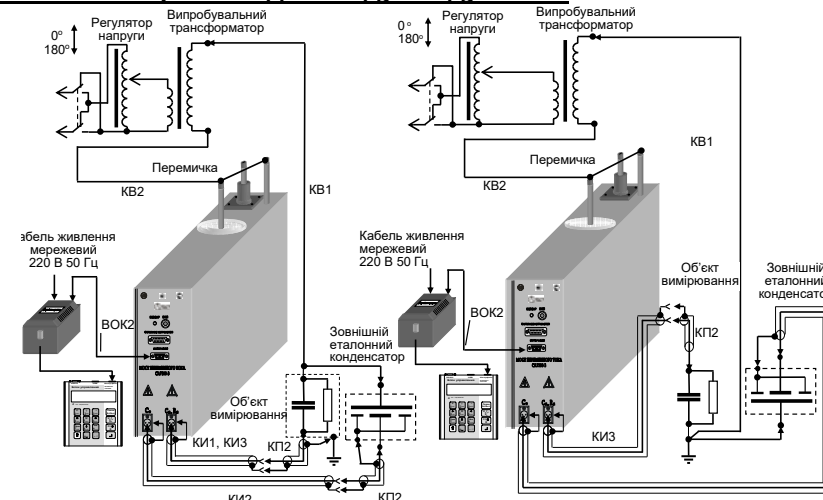 0°
180°
Регулятор
напруги
Випробувальний
трансформатор
Перемичка
КВ2
КВ1
абель живлення
мережевий
220 В 50 Гц
ВОК2
Зовнішній
еталонний
конденсатор
Об'єкт
вимірювання
КИ1, КИ3
КП2
КИ2
КП2
0°
180°
Регулятор
напруги
Випробувальний
трансформатор
КВ1
Перемичка
КВ2
Кабель живлення
мережевий
220 В 50 Гц
ВОК2
Об'єкт
вимірювання
Зовнішній
еталонний
конденсато
КП2
КИ3